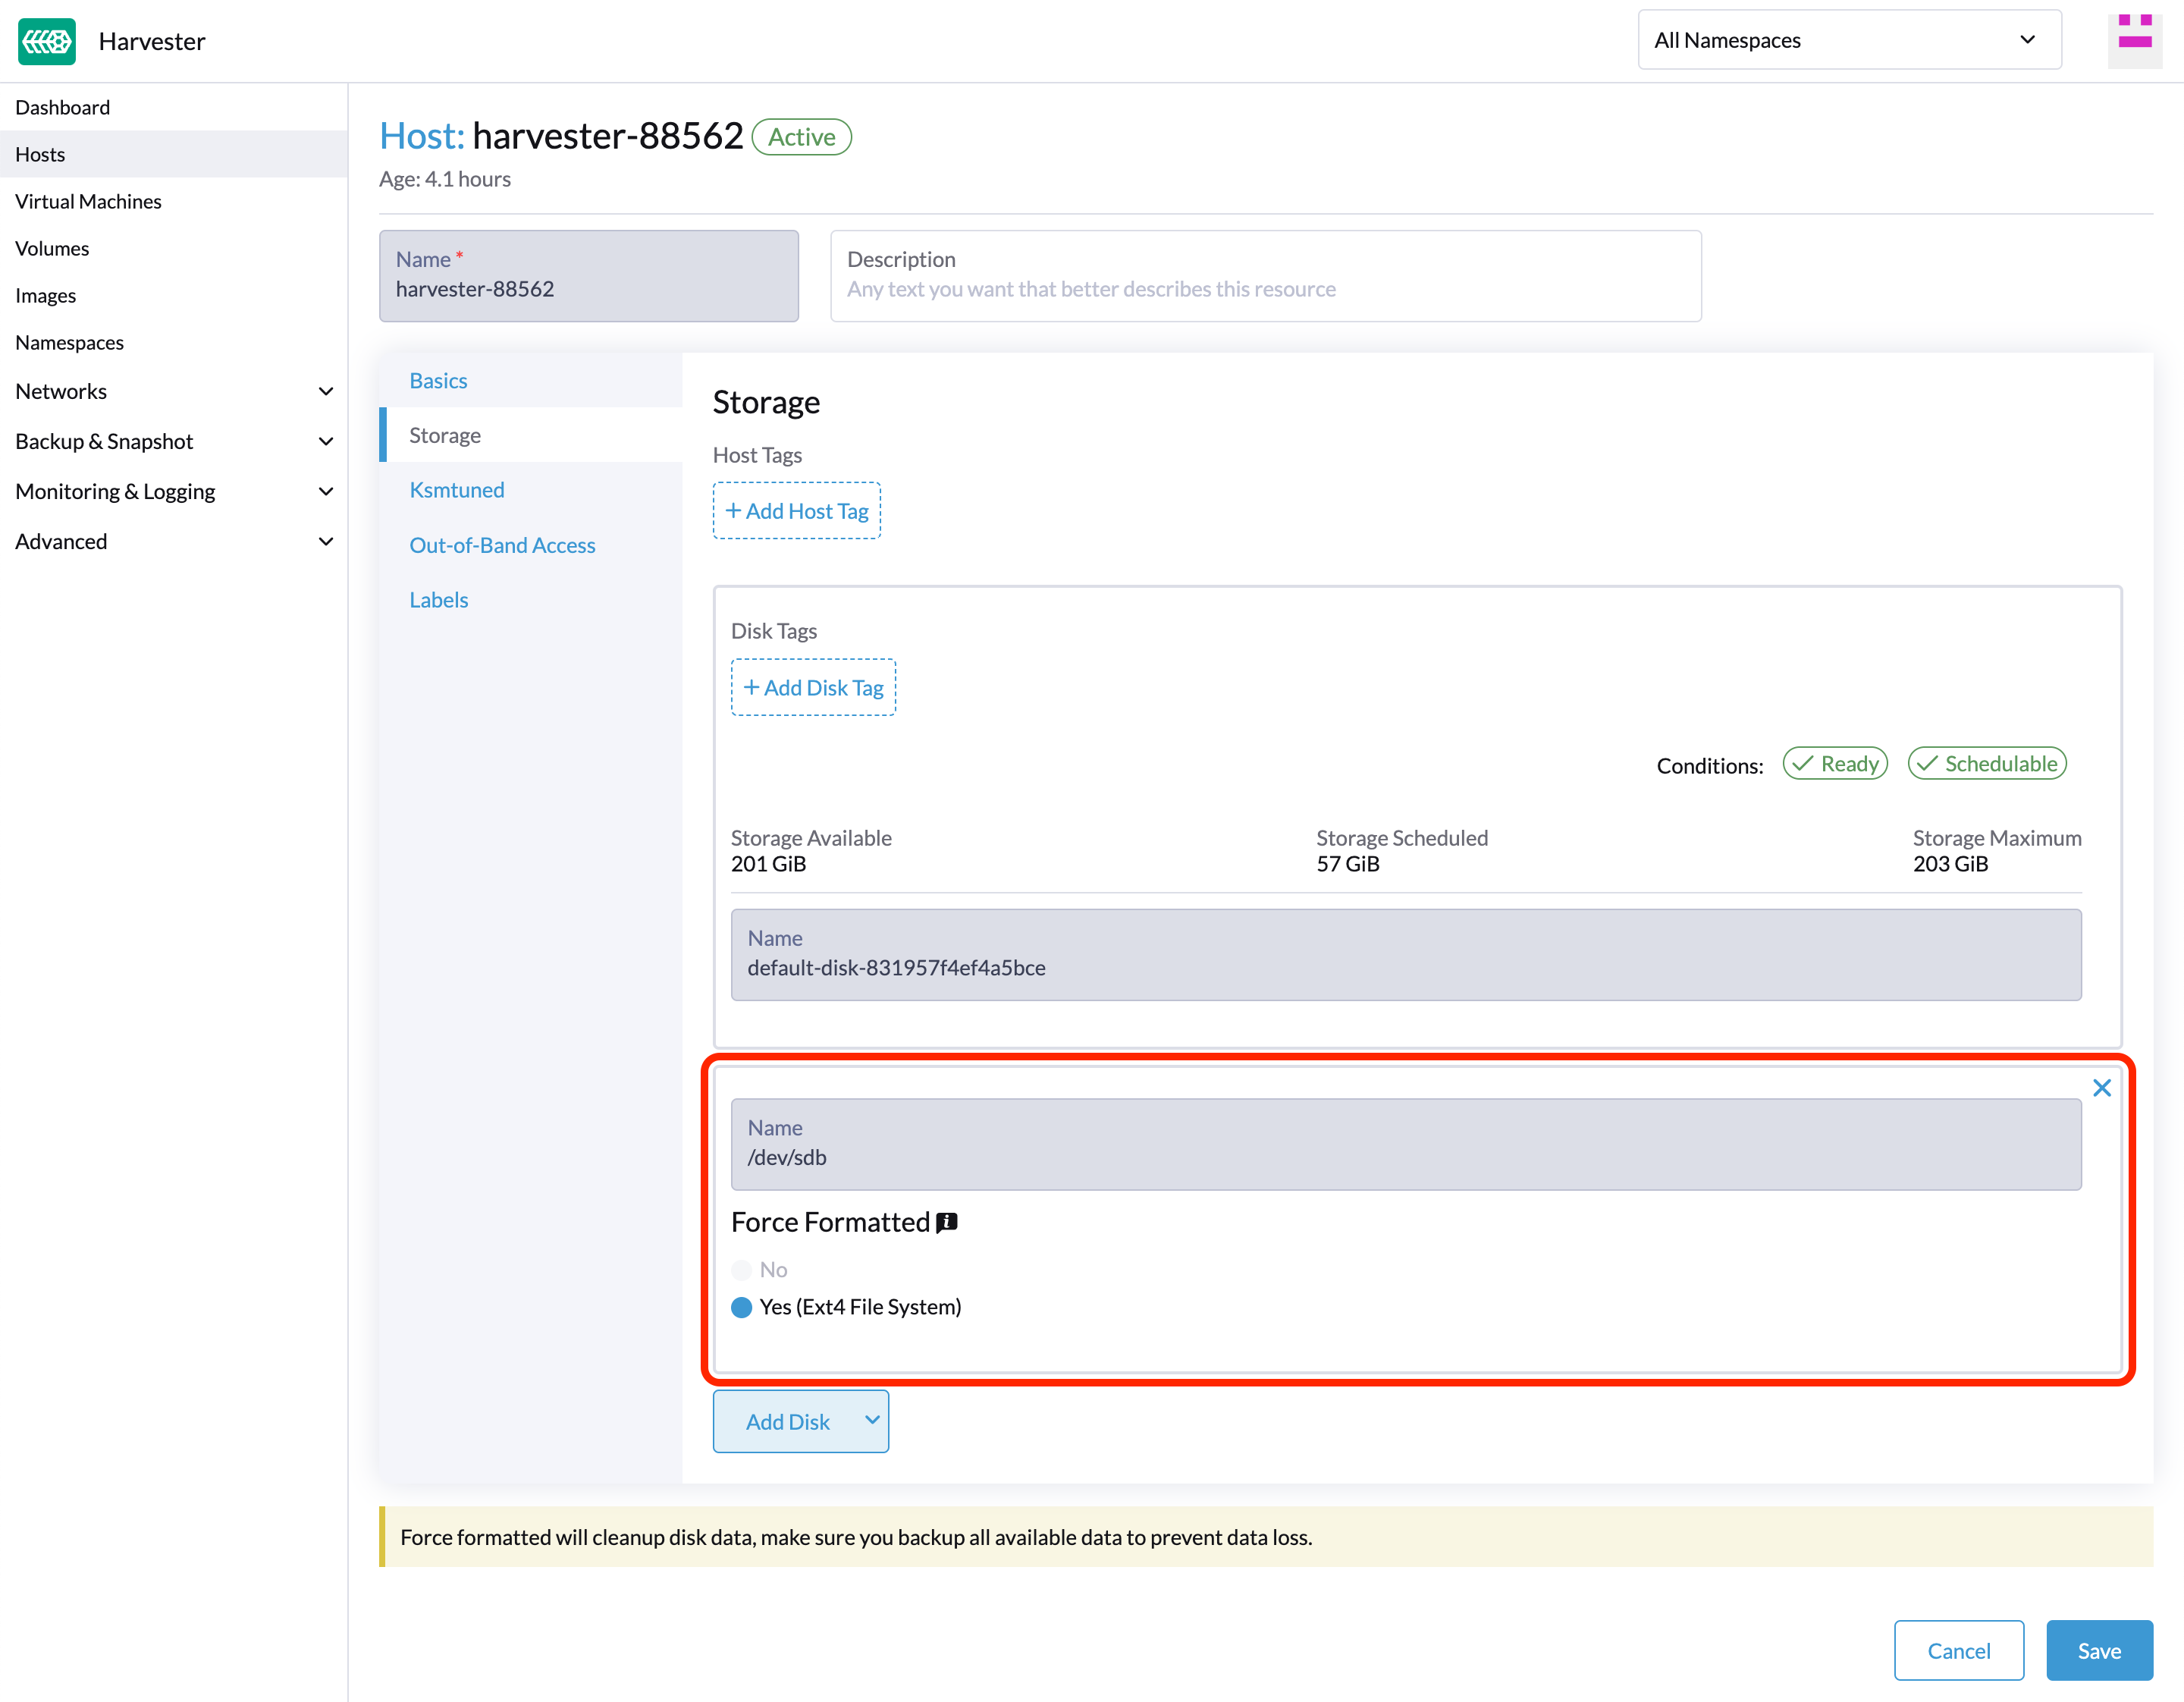 Harvester
All Namespaces
Dashboard
Hosts
Virtual Machines
Volumes
Images
Namespaces
Networks
Backup & Snapshot
Monitoring & Logging
Advanced
Host: harvester-88562 Active
Age: 4.1 hours
Name *
harvester-88562
Description
Any text you want that better describes this resource
Basics
Storage
Ksmtuned
Out-of-Band Access
Labels
Storage
Host Tags
+ Add Host Tag
Disk Tags
+ Add Disk Tag
Conditions: Ready Schedulable
Storage Available Storage Scheduled Storage Maximum
201 GiB 57 GiB 203 GiB
Name
default-disk-831957f4ef4a5bce
Name
/dev/sdb
Force Formatted
No
Yes (Ext4 File System)
Add Disk
Force formatted will cleanup disk data, make sure you backup all available data to prevent data loss.
Cancel Save